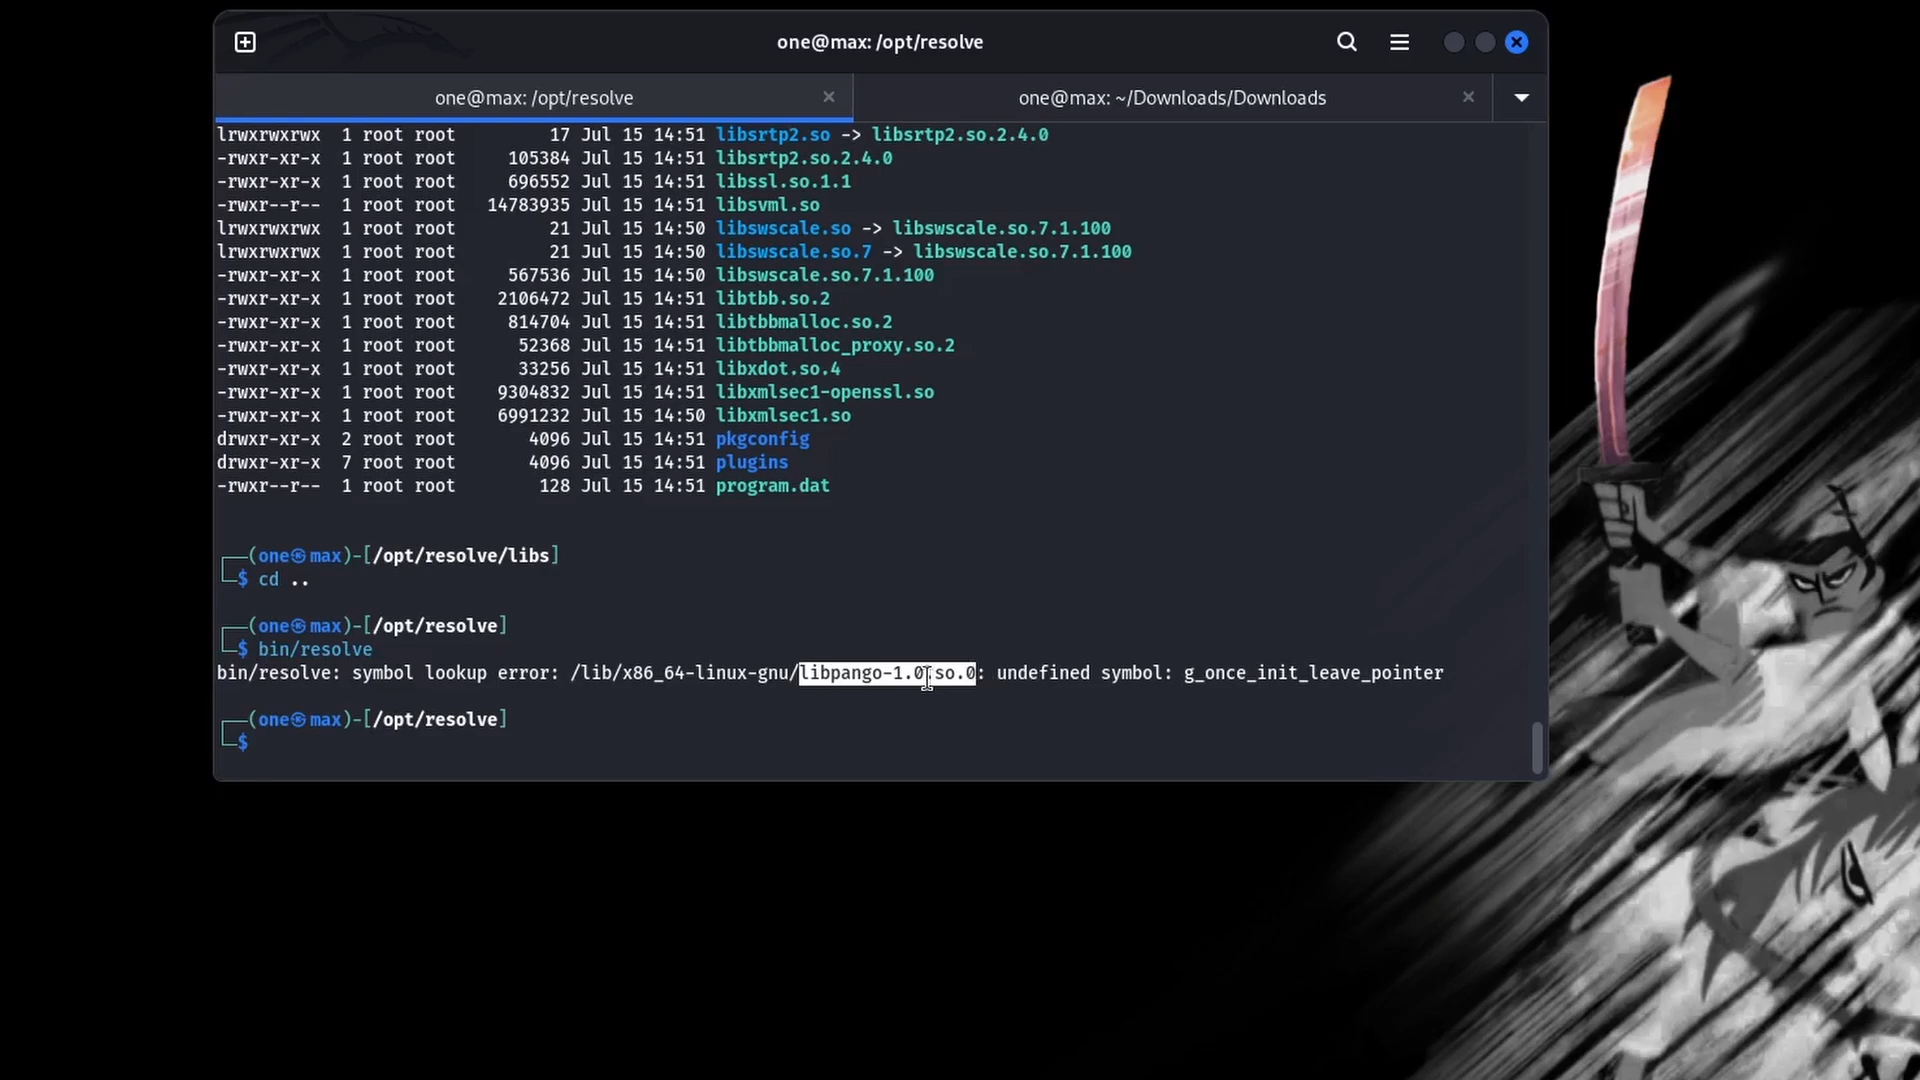 one@max: /opt/resolve
one@max: /opt/resolve
one@max: ~/Downloads/Downloads
lrwxrwxrwx 1 root root 17 Jul 15 14:51 libsrtp2.so -> libsrtp2.so.2.4.0
-rwxr-xr-x 1 root root 105384 Jul 15 14:51 libsrtp2.so.2.4.0
-rwxr-xr-x 1 root root 696552 Jul 15 14:51 libssl.so.1.1
-rwxr--r-- 1 root root 14783935 Jul 15 14:51 libsvml.so
lrwxrwxrwx 1 root root 21 Jul 15 14:50 libswscale.so -> libswscale.so.7.1.100
lrwxrwxrwx 1 root root 21 Jul 15 14:50 libswscale.so.7 -> libswscale.so.7.1.100
-rwxr-xr-x 1 root root 567536 Jul 15 14:50 libswscale.so.7.1.100
-rwxr-xr-x 1 root root 2106472 Jul 15 14:51 libtbb.so.2
-rwxr-xr-x 1 root root 814704 Jul 15 14:51 libtbbmalloc.so.2
-rwxr-xr-x 1 root root 52368 Jul 15 14:51 libtbbmalloc_proxy.so.2
-rwxr-xr-x 1 root root 33256 Jul 15 14:51 libxdot.so.4
-rwxr-xr-x 1 root root 9304832 Jul 15 14:51 libxmlsec1-openssl.so
-rwxr-xr-x 1 root root 6991232 Jul 15 14:50 libxmlsec1.so
drwxr-xr-x 2 root root 4096 Jul 15 14:51 pkgconfig
drwxr-xr-x 7 root root 4096 Jul 15 14:51 plugins
-rwxr--r-- 1 root root 128 Jul 15 14:51 program.dat
┌──(one㉿max)-[/opt/resolve/libs]
└─$ cd ..
┌──(one㉿max)-[/opt/resolve]
└─$ bin/resolve
bin/resolve: symbol lookup error: /lib/x86_64-linux-gnu/libpango-1.0.so.0: undefined symbol: g_once_init_leave_pointer
┌──(one㉿max)-[/opt/resolve]
└─$